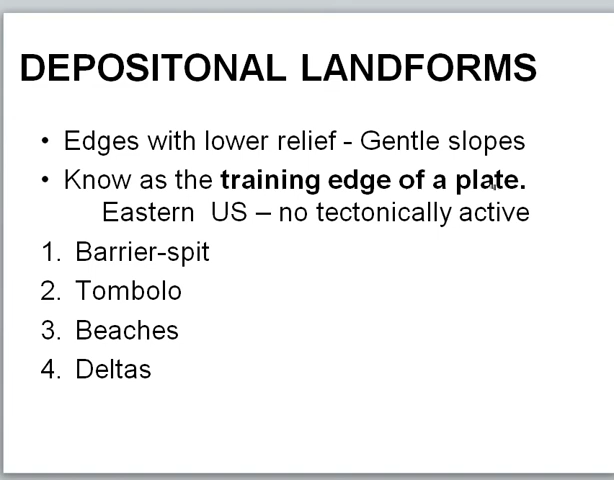 DEPOSITONAL LANDFORMS
• Edges with lower relief - Gentle slopes
• Know as the training edge of a plate.
Eastern US – no tectonically active
1. Barrier-spit
2. Tombolo
3. Beaches
4. Deltas